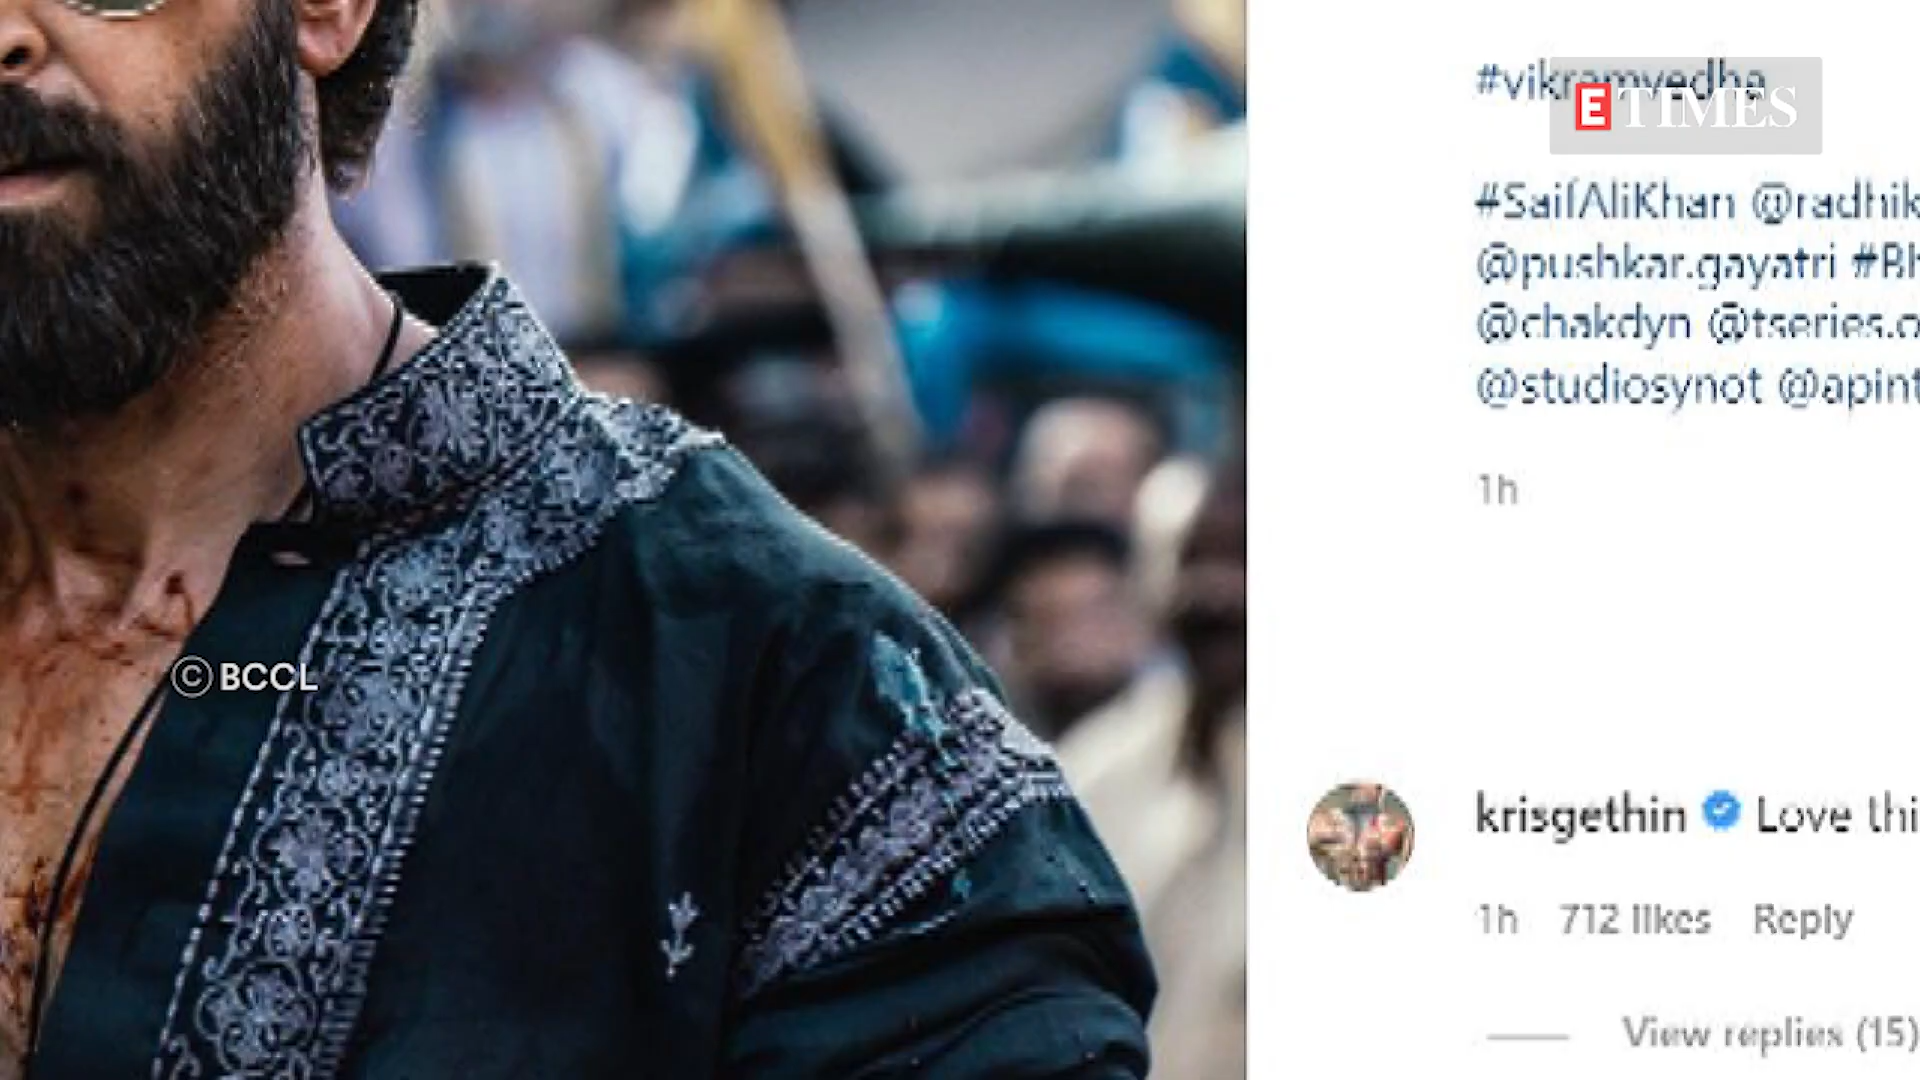 #vikramvedha
ETIMES
#SaifAliKhan @radhik
@pushkar.gayatri #Bh
@chakdyn @tseries.o
@studiosynot @apint
1h
© BCCL
krisgethin Love thi
1h 712 likes Reply
View replies (15)